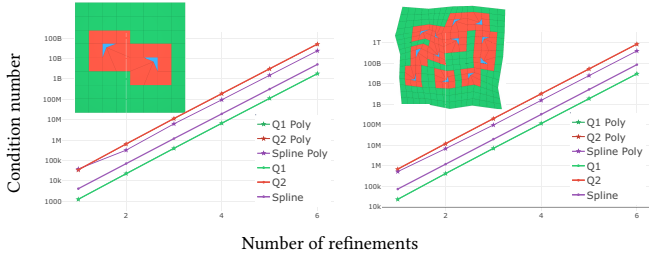 Condition number
100B
10B
1B
100M
10M
1M
100k
10k
1000
2
4
6
Q1 Poly
Q2 Poly
Spline Poly
Q1
Q2
Spline
1T
100B
10B
1B
100M
10M
1M
100k
10k
2
4
6
Q1 Poly
Q2 Poly
Spline Poly
Q1
Q2
Spline
Number of refinements